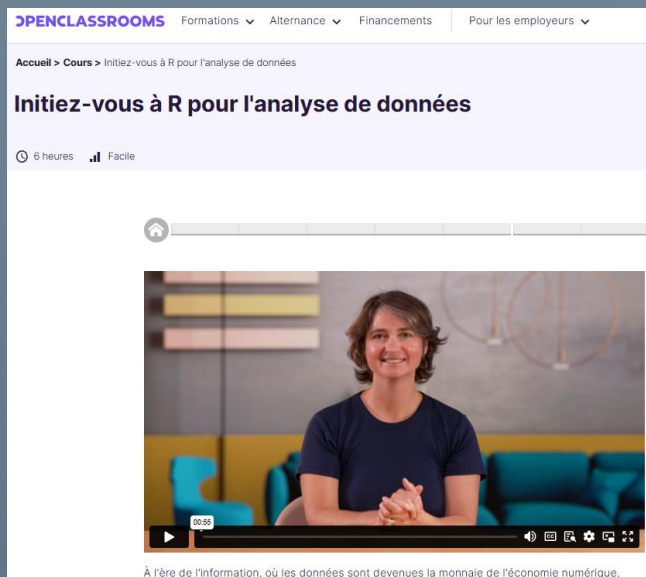 OPENCLASSROOMS Formations Alternance Financements Pour les employeurs
Accueil > Cours > Initiez-vous à R pour l'analyse de données
Initiez-vous à R pour l'analyse de données
6 heures Facile
00:55
CC
À l'ère de l'information, où les données sont devenues la monnaie de l'économie numérique,